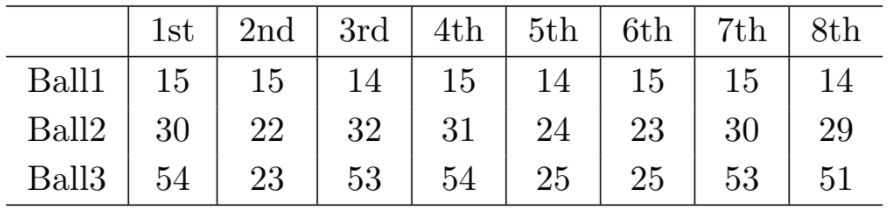 1st 2nd 3rd 4th 5th 6th 7th 8th
Ball1 15 15 14 15 14 15 15 14
Ball2 30 22 32 31 24 23 30 29
Ball3 54 23 53 54 25 25 53 51